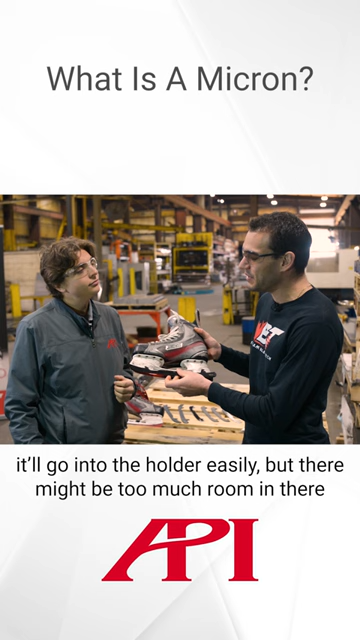 What Is A Micron?
it'll go into the holder easily, but there
might be too much room in there
API